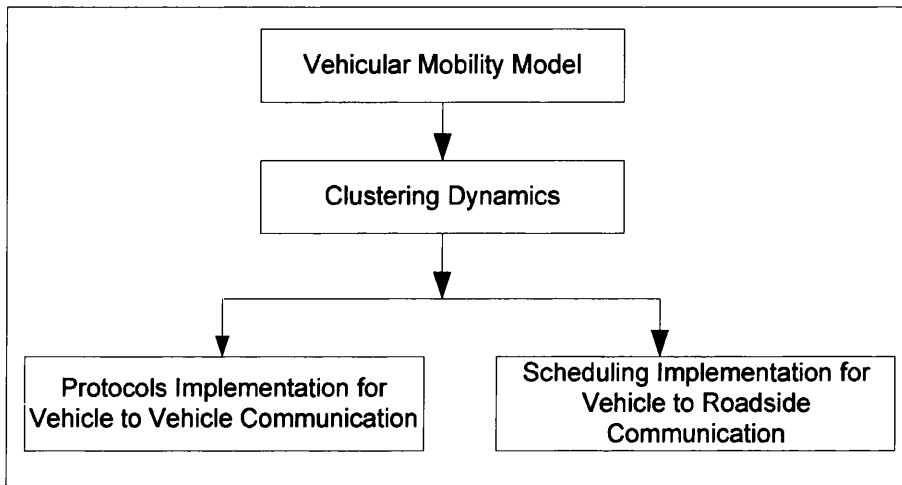 Vehicular Mobility Model
Clustering Dynamics
Protocols Implementation for
Vehicle to Vehicle Communication
Scheduling Implementation for
Vehicle to Roadside
Communication